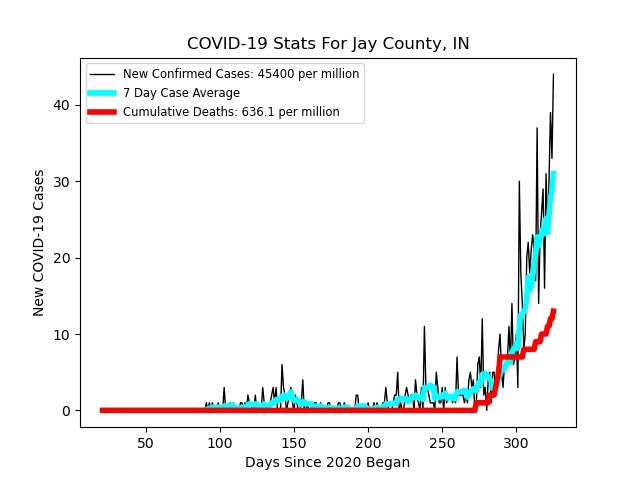 COVID-19 Stats For Jay County, IN
New Confirmed Cases: 45400 per million
7 Day Case Average
Cumulative Deaths: 636.1 per million
New COVID-19 Cases
40
30
20
10
0
50 100 150 200 250 300
Days Since 2020 Began